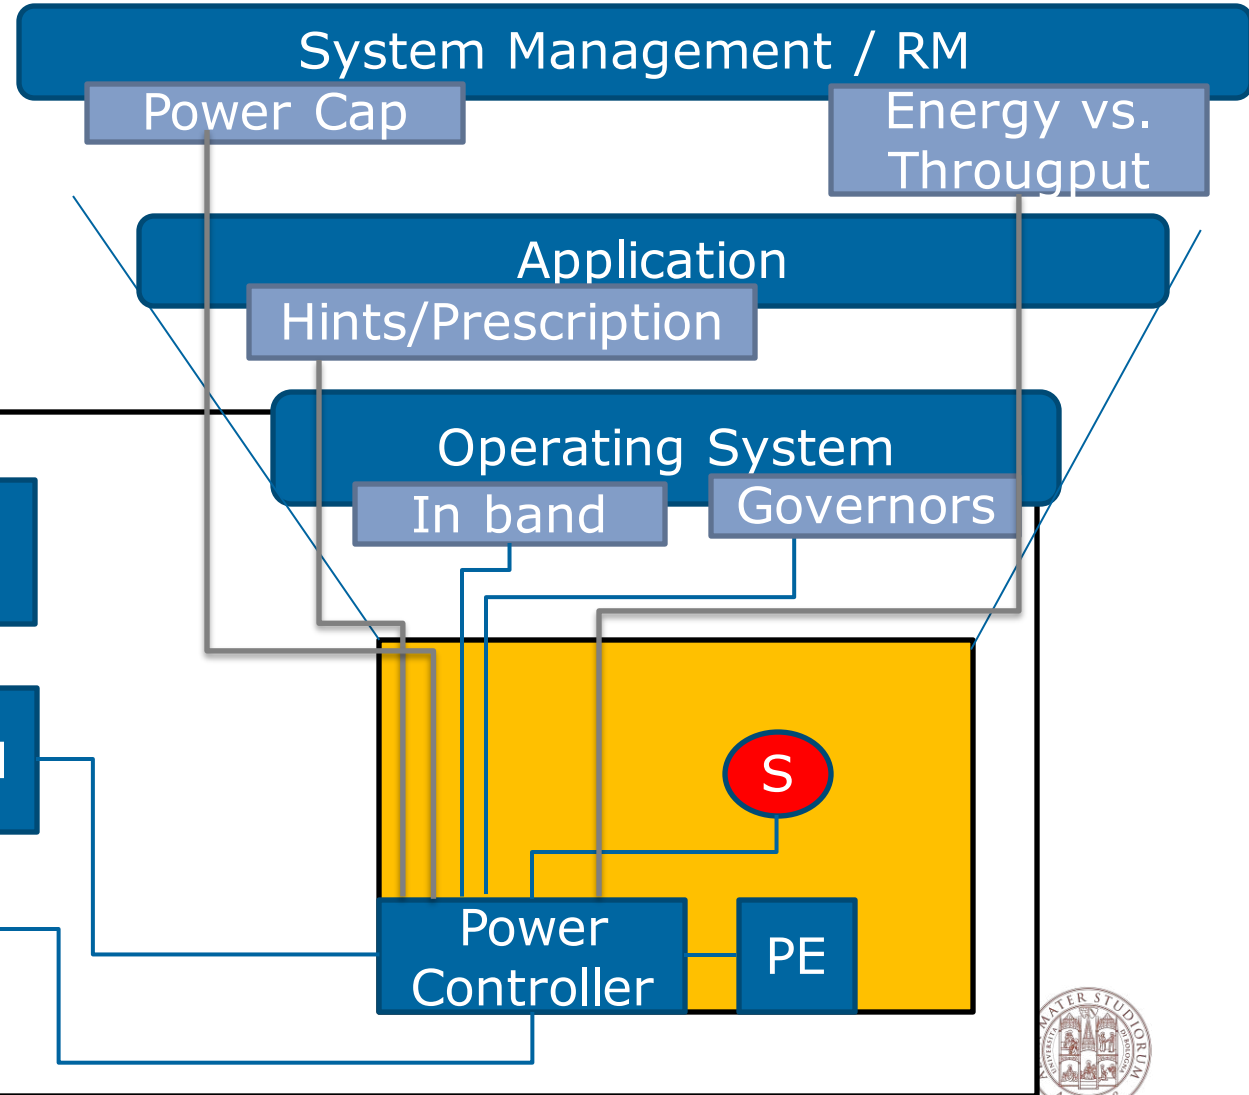 System Management / RM
Power Cap
Energy vs.
Througput
Application
Hints/Prescription
Operating System
In band
Governors
S
Power
Controller
PE